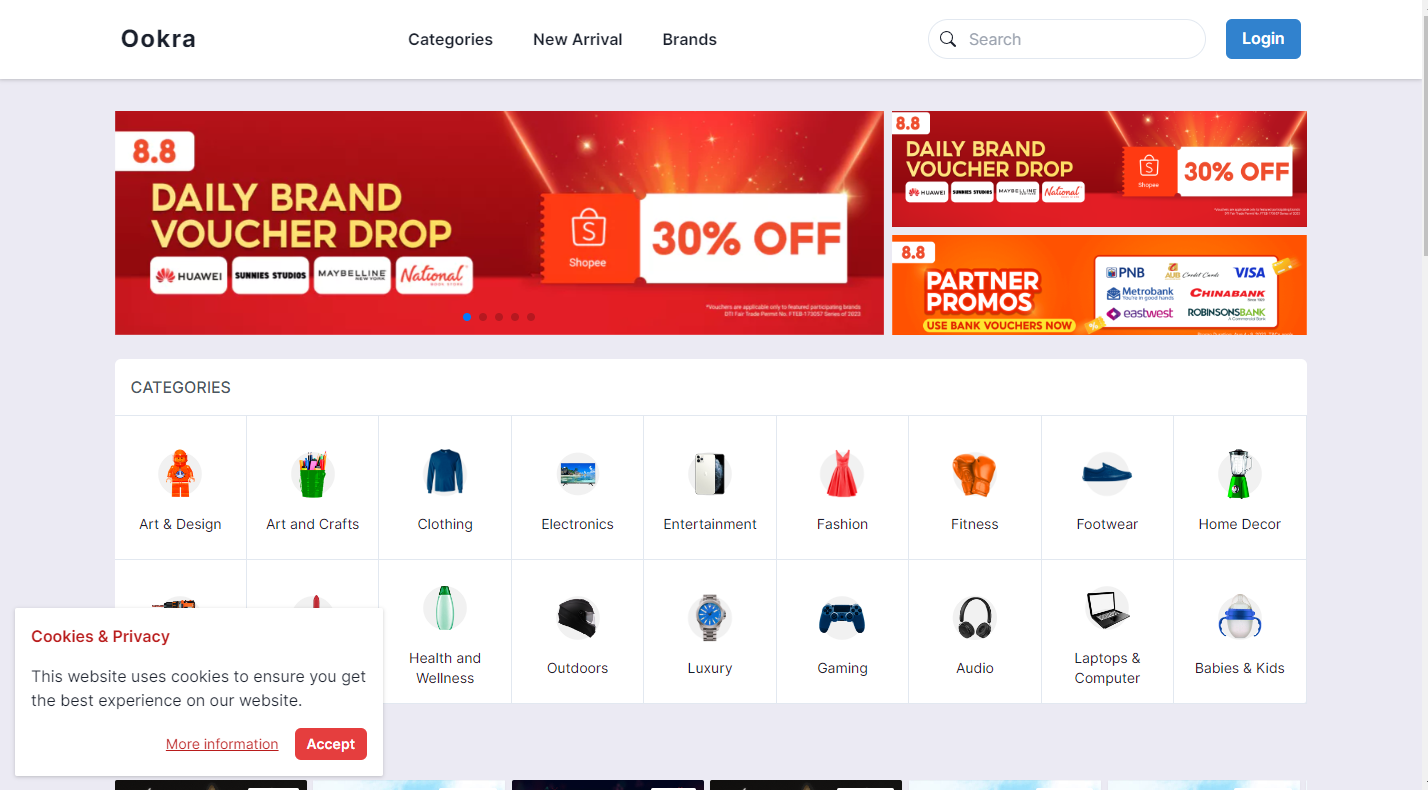 Ookra
Categories
New Arrival
Brands
Search
Login
8.8
DAILY BRAND
VOUCHER DROP
HUAWEI
SUNNIES STUDIOS
MAYBELLINE
NEW YORK
National
BOOK STORE
Shopee
30% OFF
*Vouchers are applicable only to featured participating brands
DTI Fair Trade Permit No. FTEB-173057 Series of 2023
8.8
DAILY BRAND
VOUCHER DROP
HUAWEI
SUNNIES STUDIOS
MAYBELLINE
National
Shopee
30% OFF
8.8
PARTNER
PROMOS
USE BANK VOUCHERS NOW
PNB
AUB Credit Cards
VISA
Metrobank
You're in good hands
CHINABANK
eastwest
ROBINSONSBANK
A Commercial Bank
CATEGORIES
Art & Design
Art and Crafts
Clothing
Electronics
Entertainment
Fashion
Fitness
Footwear
Home Decor
Health and
Wellness
Outdoors
Luxury
Gaming
Audio
Laptops &
Computer
Babies & Kids
Cookies & Privacy
This website uses cookies to ensure you get
the best experience on our website.
More information
Accept